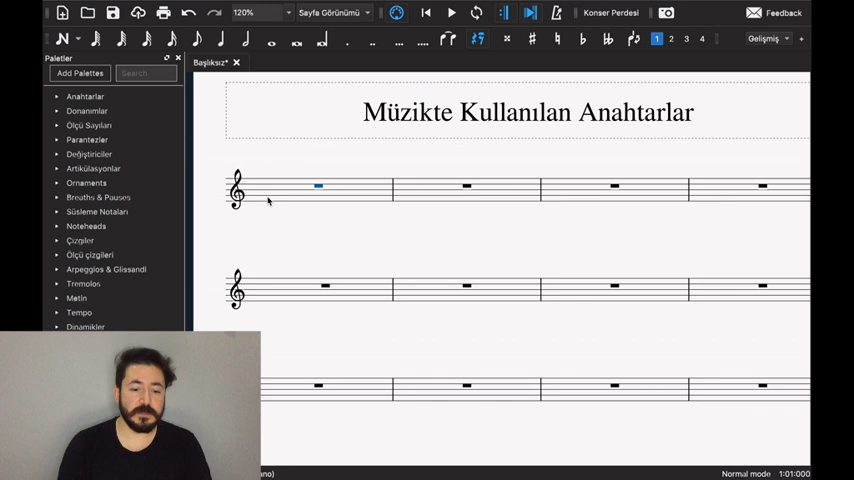 120%
Sayfa Görünümü
Konser Perdesi
Feedback
1 2 3 4
Gelişmiş
+
Paletler
Başlıksız*
Add Palettes
Search
Anahtarlar
Donanımlar
Ölçü Sayıları
Parantezler
Değiştiriciler
Artikülasyonlar
Ornaments
Breaths & Pauses
Süsleme Notaları
Noteheads
Çizgiler
Ölçü çizgileri
Arpeggios & Glissandi
Tremolos
Metin
Tempo
Dinamikler
Müzikte Kullanılan Anahtarlar
ano)
Normal mode
1:01:000